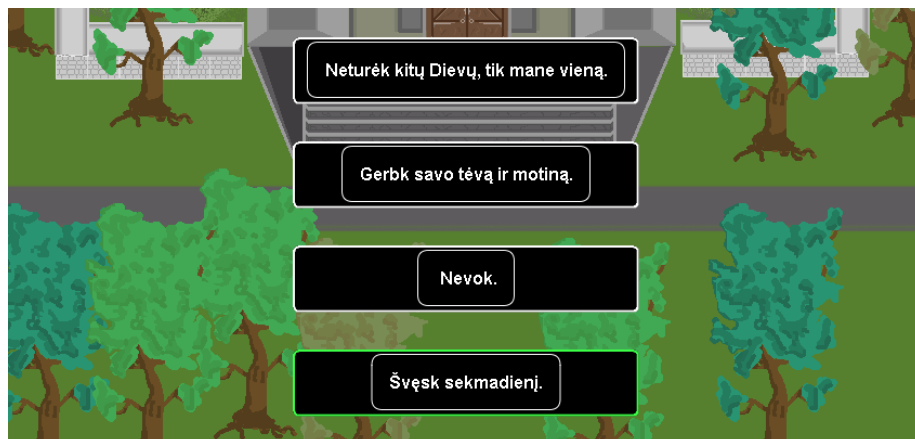 Neturėk kitų Dievų, tik mane vieną.
Gerbk savo tėvą ir motiną.
Nevok.
Švęsk sekmadienį.